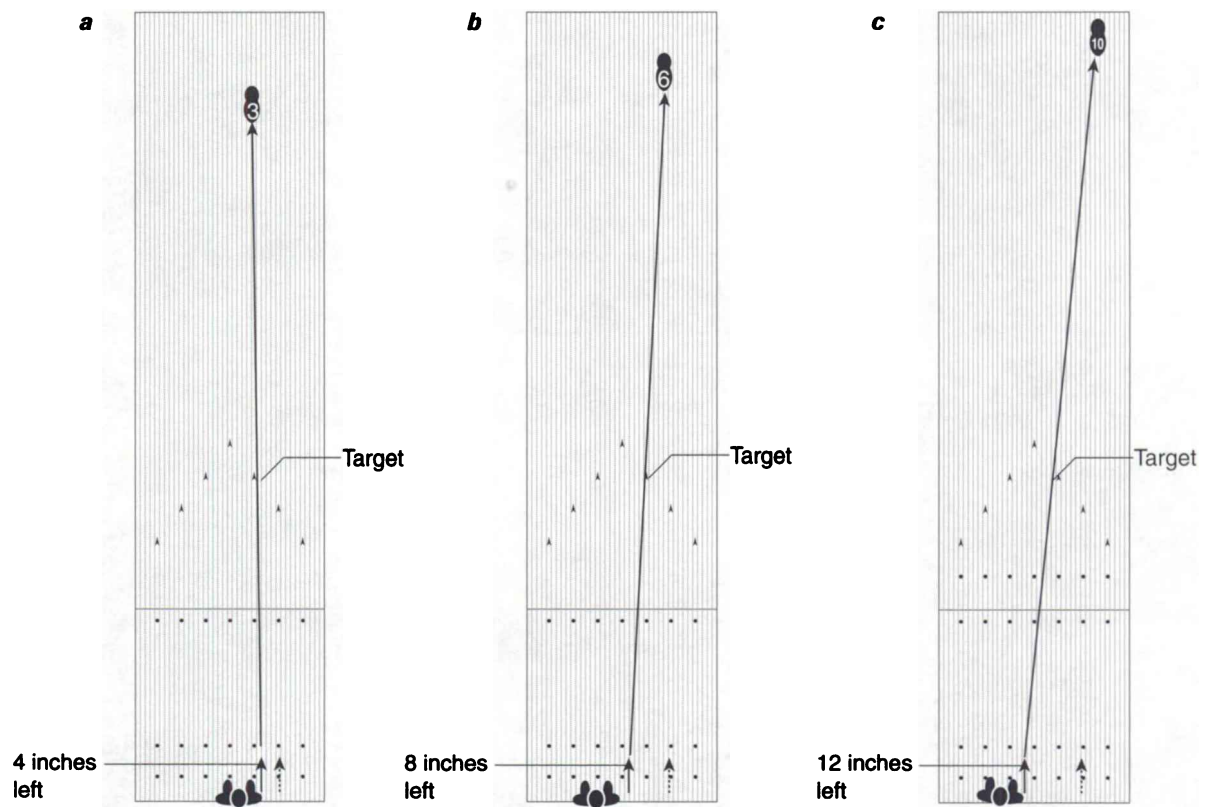 a
3
Target
4 inches
left
b
6
Target
8 inches
left
c
10
Target
12 inches
left